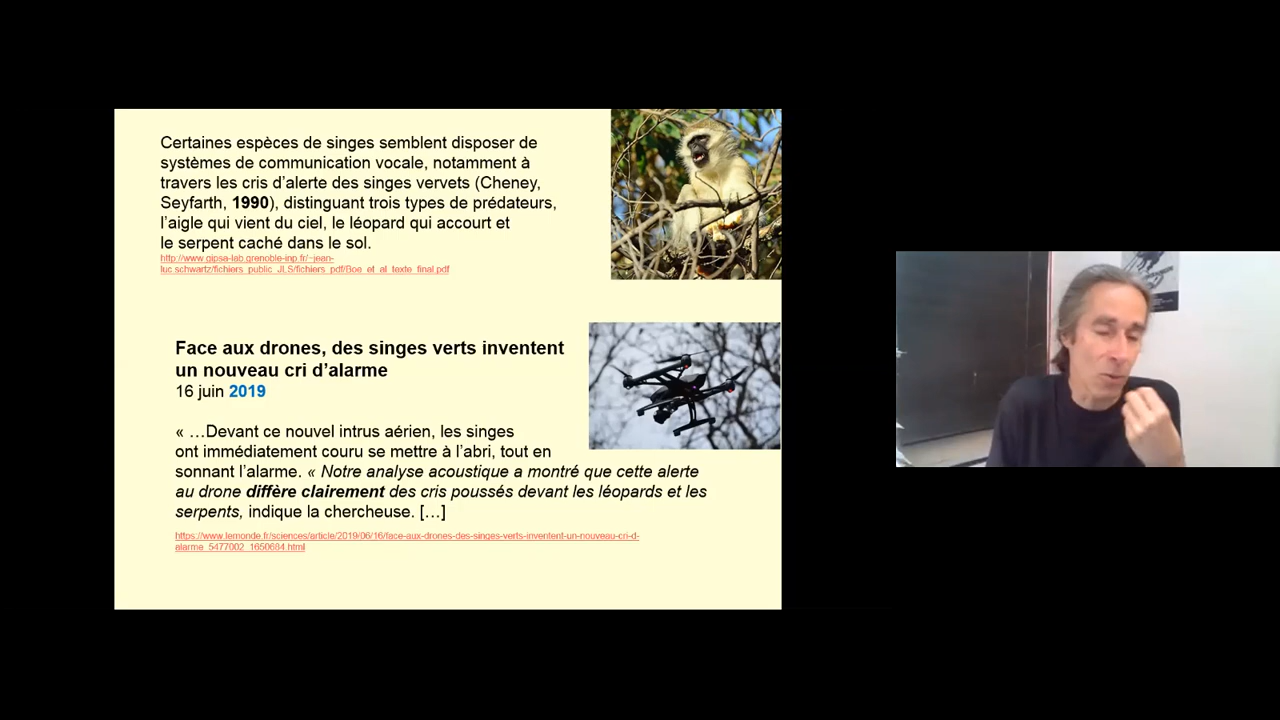 Certaines espèces de singes semblent disposer de
systèmes de communication vocale, notamment à
travers les cris d'alerte des singes vervets (Cheney,
Seyfarth, 1990), distinguant trois types de prédateurs,
l'aigle qui vient du ciel, le léopard qui accourt et
le serpent caché dans le sol.
http://www.gipsa-lab.grenoble-inp.fr/~jean-
luc.schwartz/fichiers_public_JLS/fichiers_pdf/Boe_et_al_texte_final.pdf
Face aux drones, des singes verts inventent
un nouveau cri d'alarme
16 juin 2019
« …Devant ce nouvel intrus aérien, les singes
ont immédiatement couru se mettre à l'abri, tout en
sonnant l'alarme. « Notre analyse acoustique a montré que cette alerte
au drone diffère clairement des cris poussés devant les léopards et les
serpents, indique la chercheuse. […]
https://www.lemonde.fr/sciences/article/2019/06/16/face-aux-drones-des-singes-verts-inventent-un-nouveau-cri-d-
alarme_5477002_1650684.html